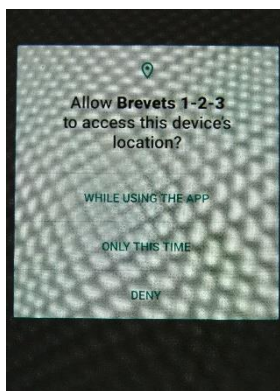 Allow Brevets 1-2-3
to access this device's
location?
WHILE USING THE APP
ONLY THIS TIME
DENY